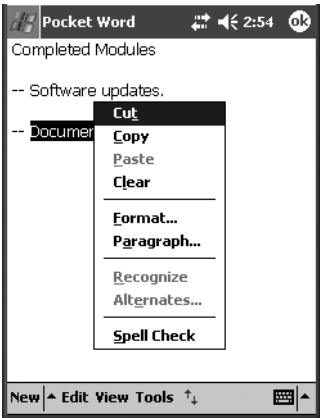 Pocket Word 2:54 ok
Completed Modules
-- Software updates.
-- Documen
Cut
Copy
Paste
Clear
Format...
Paragraph...
Recognize
Alternates...
Spell Check
New Edit View Tools